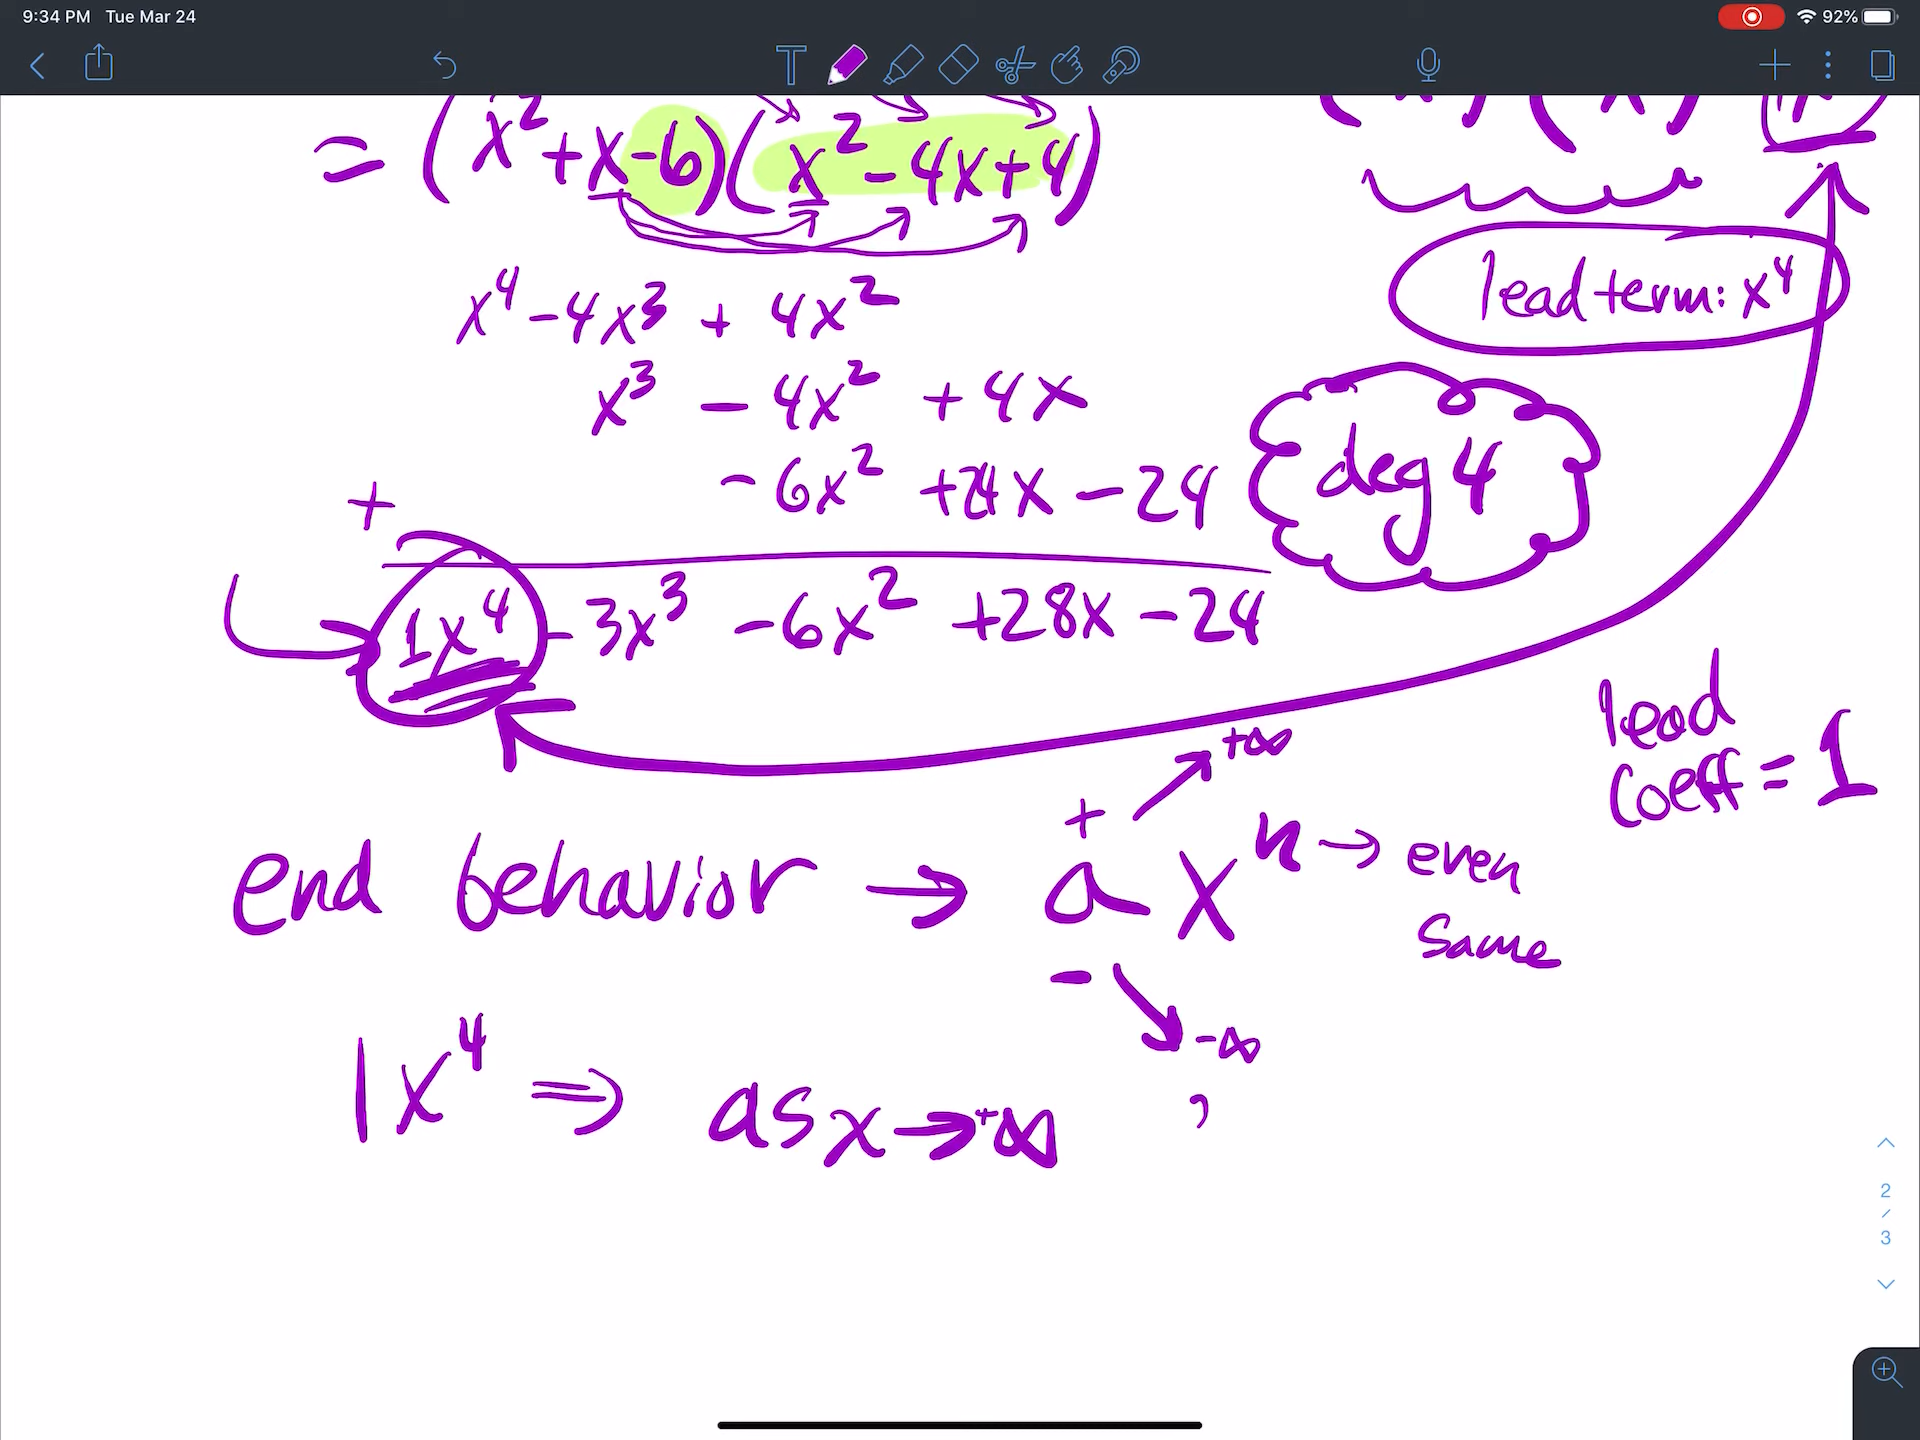 9:34 PM Tue Mar 24
92%
= (x² + x - 6)(x² - 4x + 4)
lead term: x⁴
x⁴ - 4x³ + 4x²
x³ - 4x² + 4x
+ - 6x² + 24x - 24
deg 4
1x⁴ - 3x³ - 6x² + 28x - 24
lead
coeff = 1
+ ↗ +∞
end behavior → a xⁿ → even
same
- ↘ -∞
1x⁴ ⇒ as x → +∞ ,
2
/
3